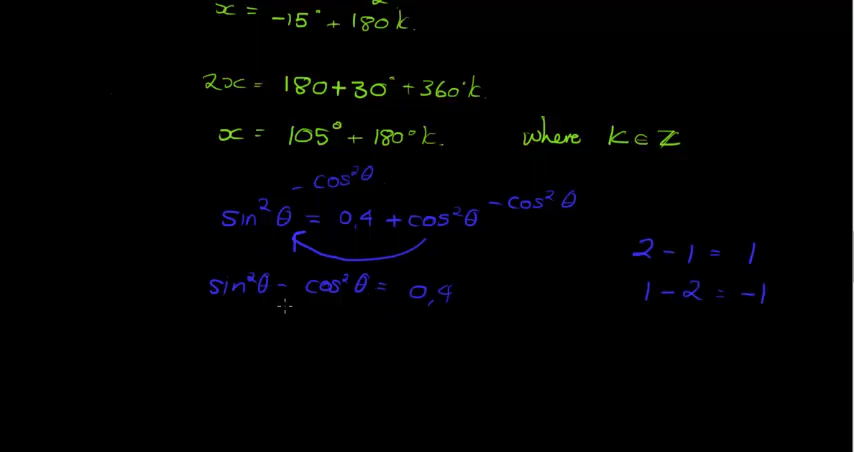 x = -15° + 180k.
2x = 180+30° +360°k.
x = 105° + 180°k. where k ∈ Z
- cos²θ
sin²θ = 0,4 + cos²θ - cos²θ
2 - 1 = 1
sin²θ - cos²θ = 0,4
1 - 2 = -1